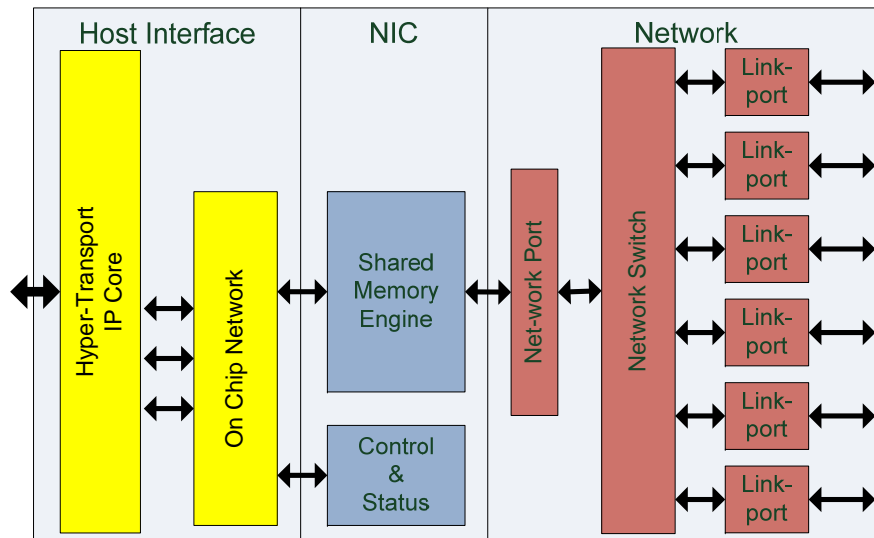 Host Interface
NIC
Network
Hyper-Transport
IP Core
On Chip Network
Shared
Memory
Engine
Control
&
Status
Net-work Port
Network Switch
Link-
port
Link-
port
Link-
port
Link-
port
Link-
port
Link-
port